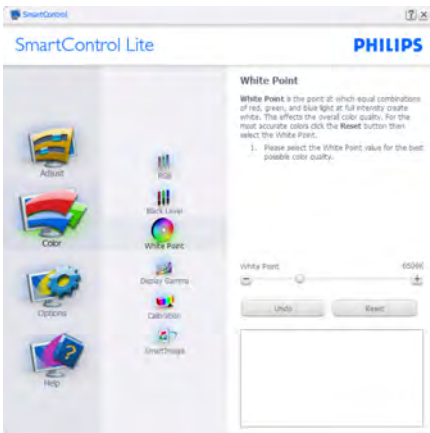 SmartControl
SmartControl Lite
PHILIPS
Adjust
Color
Options
Help
RGB
Black Level
White Point
Display Gamma
Calibration
SmartImage
White Point
White Point is the point at which equal combinations
of red, green, and blue light at full intensity create
white. This effects the overall color quality. For the
most accurate colors click the Reset button then
select the White Point.
1. Please select the White Point value for the best
possible color quality.
White Point 6500K
Undo Reset